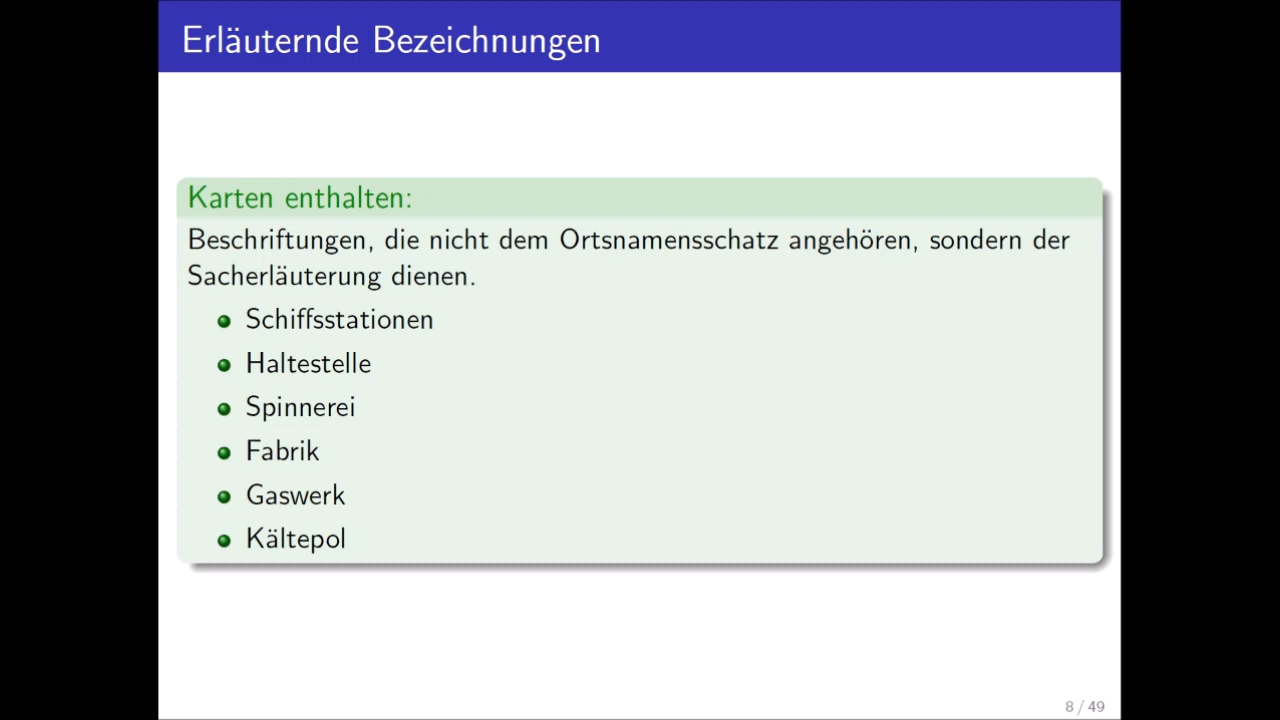 Erläuternde Bezeichnungen
Karten enthalten:
Beschriftungen, die nicht dem Ortsnamensschatz angehören, sondern der
Sacherläuterung dienen.
Schiffsstationen
Haltestelle
Spinnerei
Fabrik
Gaswerk
Kältepol
8 / 49